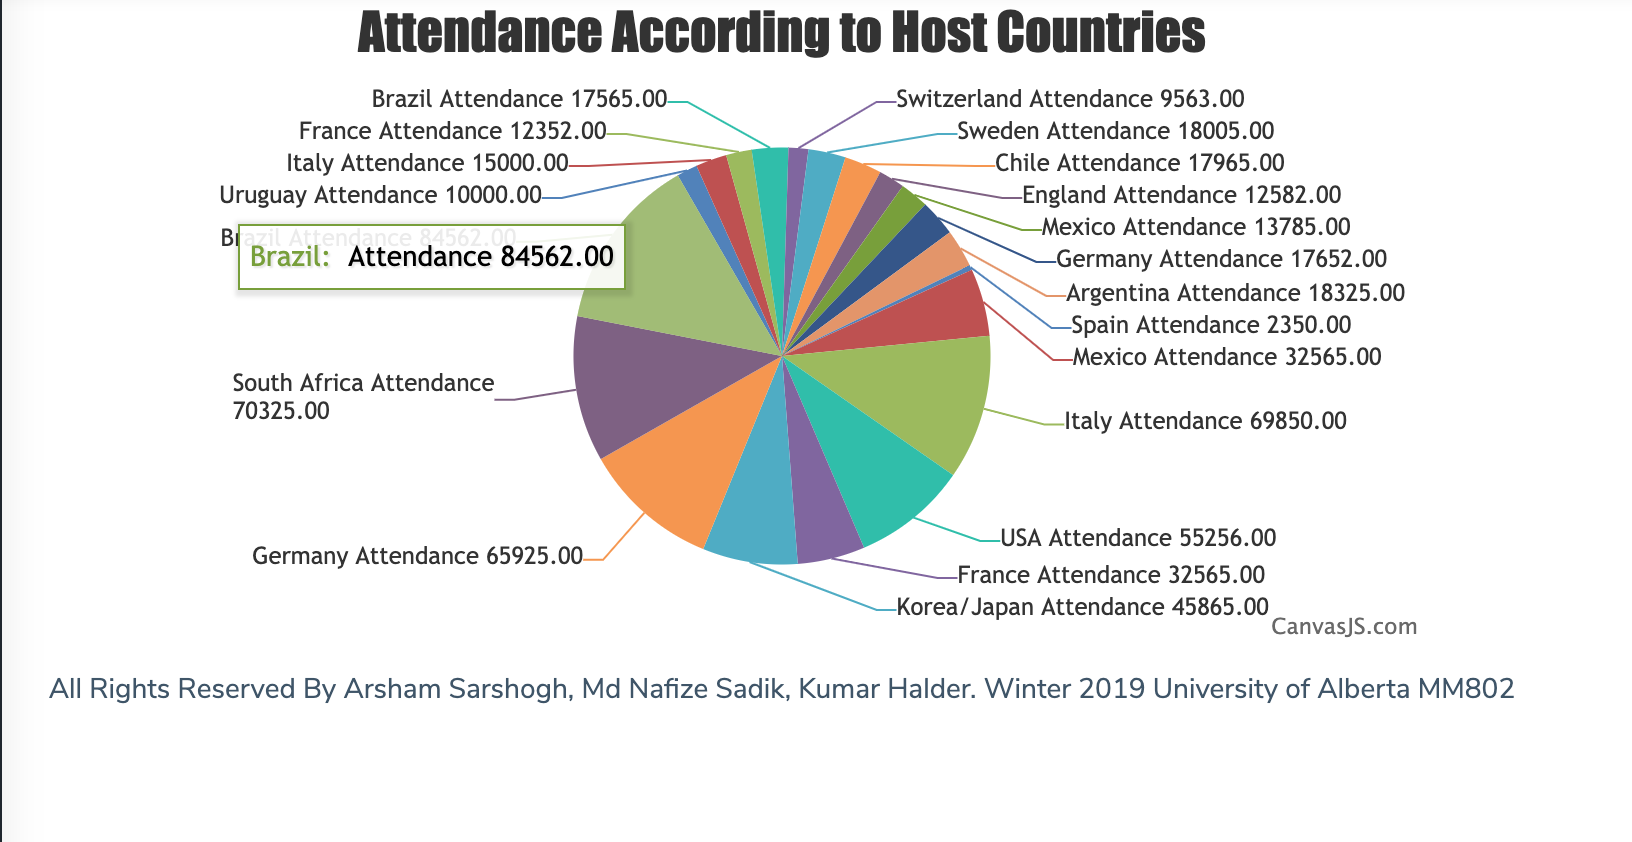 Attendance According to Host Countries
Brazil Attendance 17565.00
Switzerland Attendance 9563.00
France Attendance 12352.00
Sweden Attendance 18005.00
Italy Attendance 15000.00
Chile Attendance 17965.00
Uruguay Attendance 10000.00
England Attendance 12582.00
Mexico Attendance 13785.00
Brazil Attendance 84562.00
Brazil: Attendance 84562.00
Germany Attendance 17652.00
Argentina Attendance 18325.00
Spain Attendance 2350.00
Mexico Attendance 32565.00
South Africa Attendance
70325.00
Italy Attendance 69850.00
USA Attendance 55256.00
Germany Attendance 65925.00
France Attendance 32565.00
Korea/Japan Attendance 45865.00
CanvasJS.com
All Rights Reserved By Arsham Sarshogh, Md Nafize Sadik, Kumar Halder. Winter 2019 University of Alberta MM802